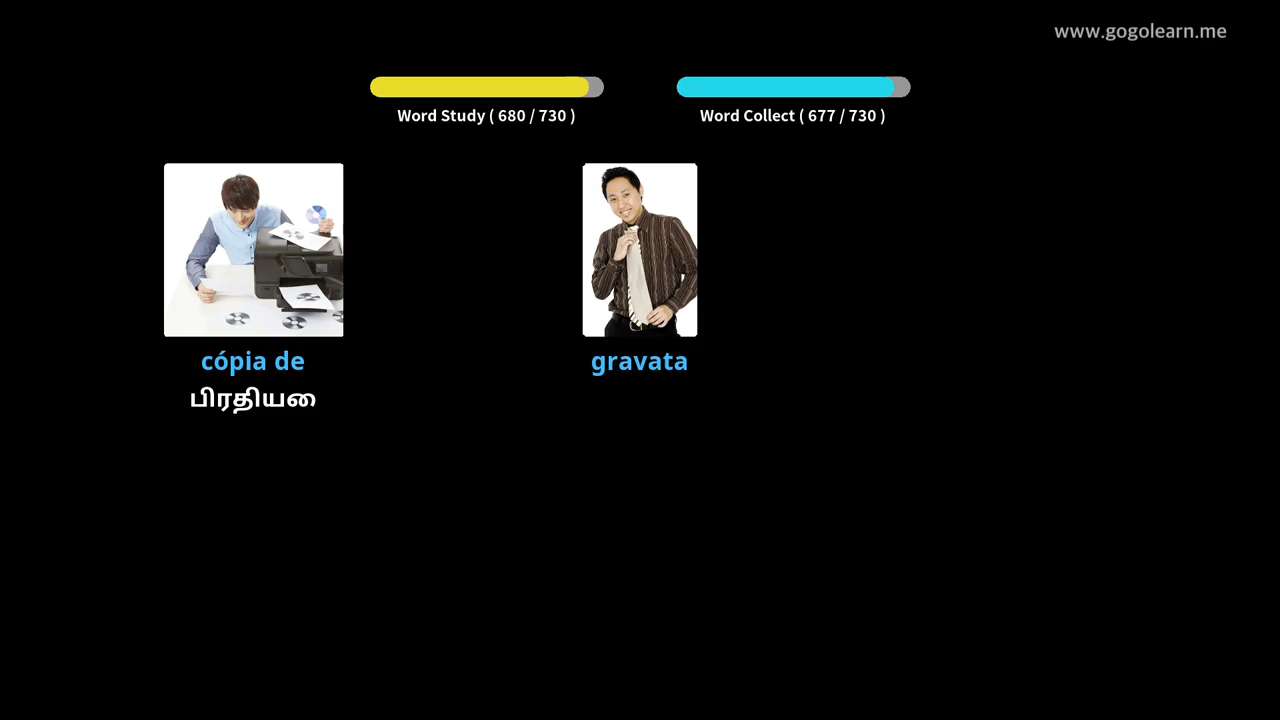 www.gogolearn.me
Word Study ( 680 / 730 )
Word Collect ( 677 / 730 )
cópia de
பிரதியை
gravata